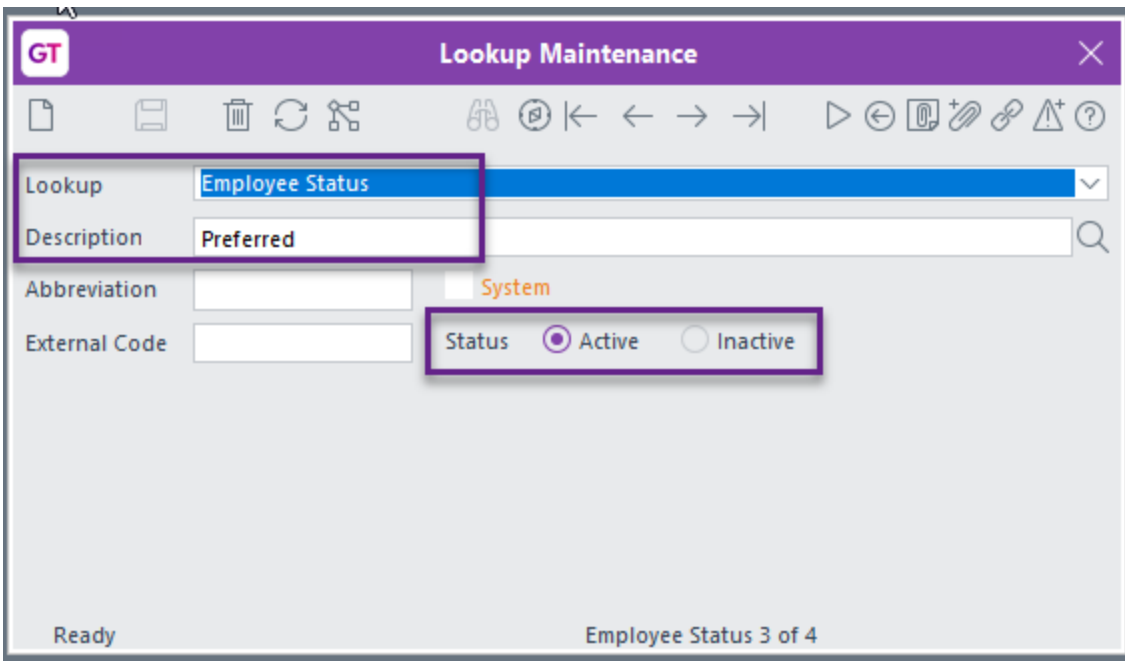 GT Lookup Maintenance
Lookup Employee Status
Description Preferred
Abbreviation System
External Code Status Active Inactive
Ready Employee Status 3 of 4